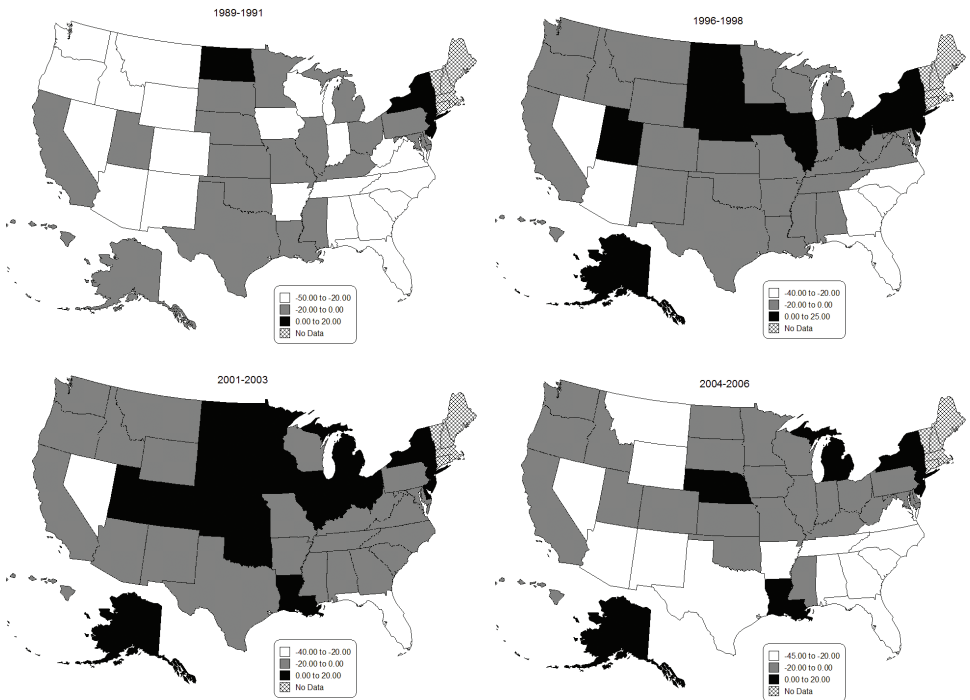 1989-1991
-50.00 to -20.00
-20.00 to 0.00
0.00 to 20.00
No Data
1996-1998
-40.00 to -20.00
-20.00 to 0.00
0.00 to 25.00
No Data
2001-2003
-40.00 to -20.00
-20.00 to 0.00
0.00 to 20.00
No Data
2004-2006
-45.00 to -20.00
-20.00 to 0.00
0.00 to 20.00
No Data